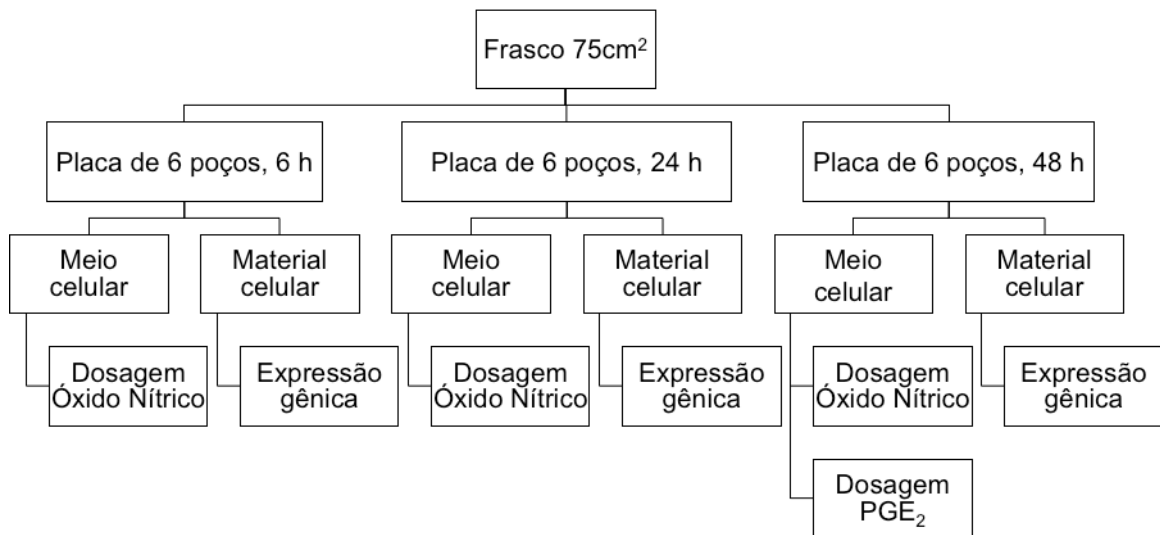 Frasco 75cm²
Placa de 6 poços, 6 h
Placa de 6 poços, 24 h
Placa de 6 poços, 48 h
Meio
celular
Material
celular
Meio
celular
Material
celular
Meio
celular
Material
celular
Dosagem
Óxido Nítrico
Expressão
gênica
Dosagem
Óxido Nítrico
Expressão
gênica
Dosagem
Óxido Nítrico
Expressão
gênica
Dosagem
PGE₂